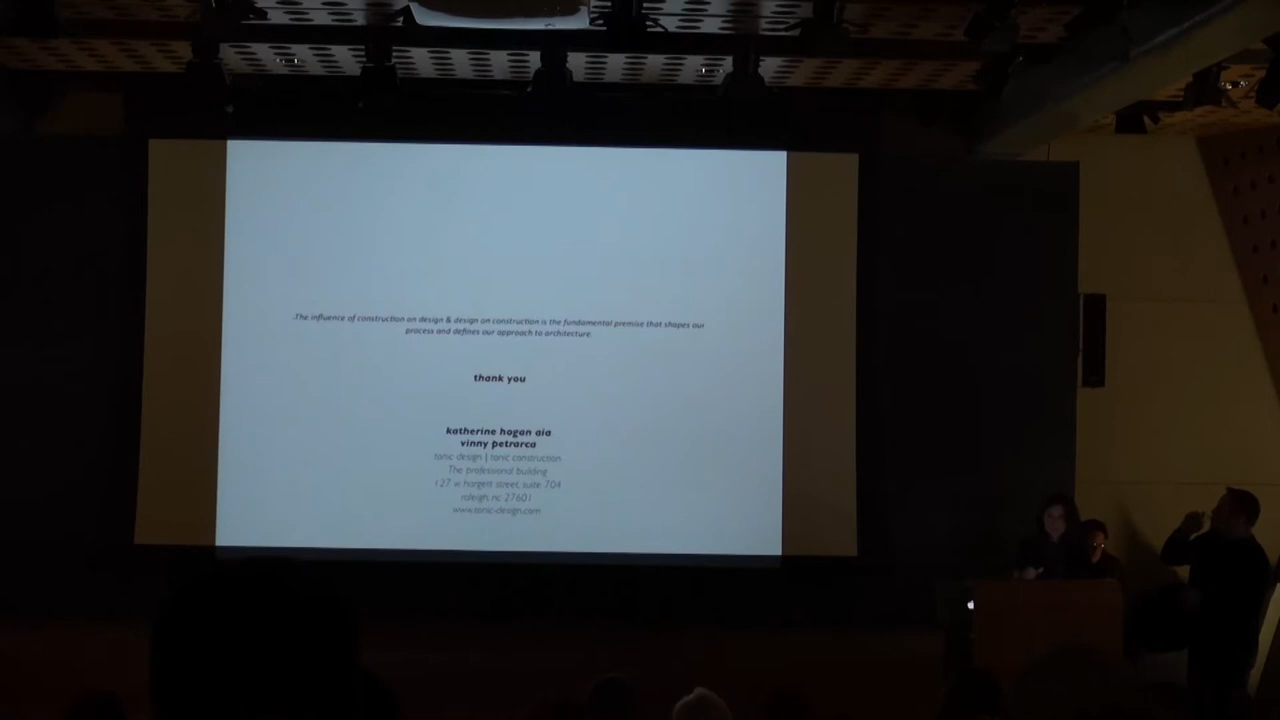 The influence of construction on design & design on construction is the fundamental premise that shapes our
process and defines our approach to architecture.
thank you
katherine hogan aia
vinny petrarca
tonic design | tonic construction
The professional building
127 w hargett street, suite 704
raleigh, nc 27601
www.tonic-design.com